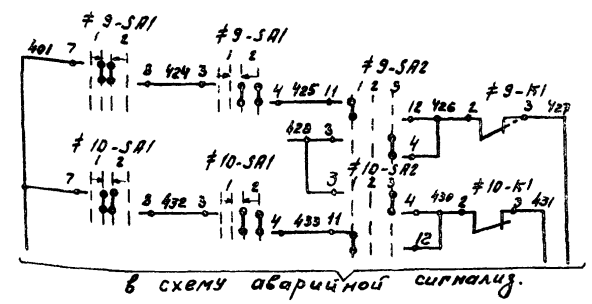 ≠ 9-SA1
≠ 9-SA1
≠ 9-SA2
≠ 9-К1
401 7 1 2 8 424 3 1 2 4 425 11 1 2 3 12 426 2 3 427
428 3 4
≠ 10-SA1
≠ 10-SA1
≠ 10-SA2
≠ 10-К1
7 1 2 8 432 3 1 2 4 433 11 3 1 2 3 4 430 2 3 431
12
в схему аварийной сигнализ.